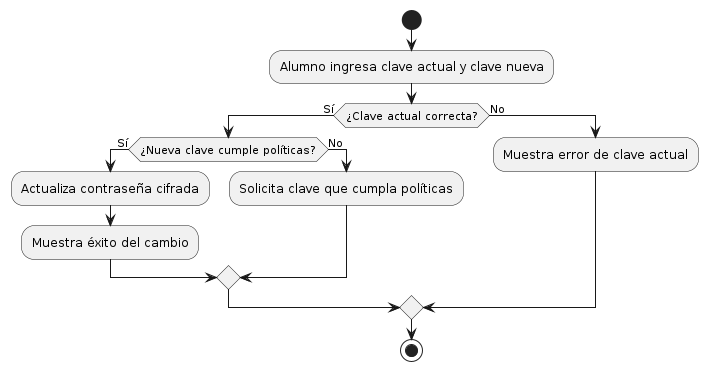 Alumno ingresa clave actual y clave nueva
Sí
¿Clave actual correcta?
No
Sí
¿Nueva clave cumple políticas?
No
Muestra error de clave actual
Actualiza contraseña cifrada
Solicita clave que cumpla políticas
Muestra éxito del cambio